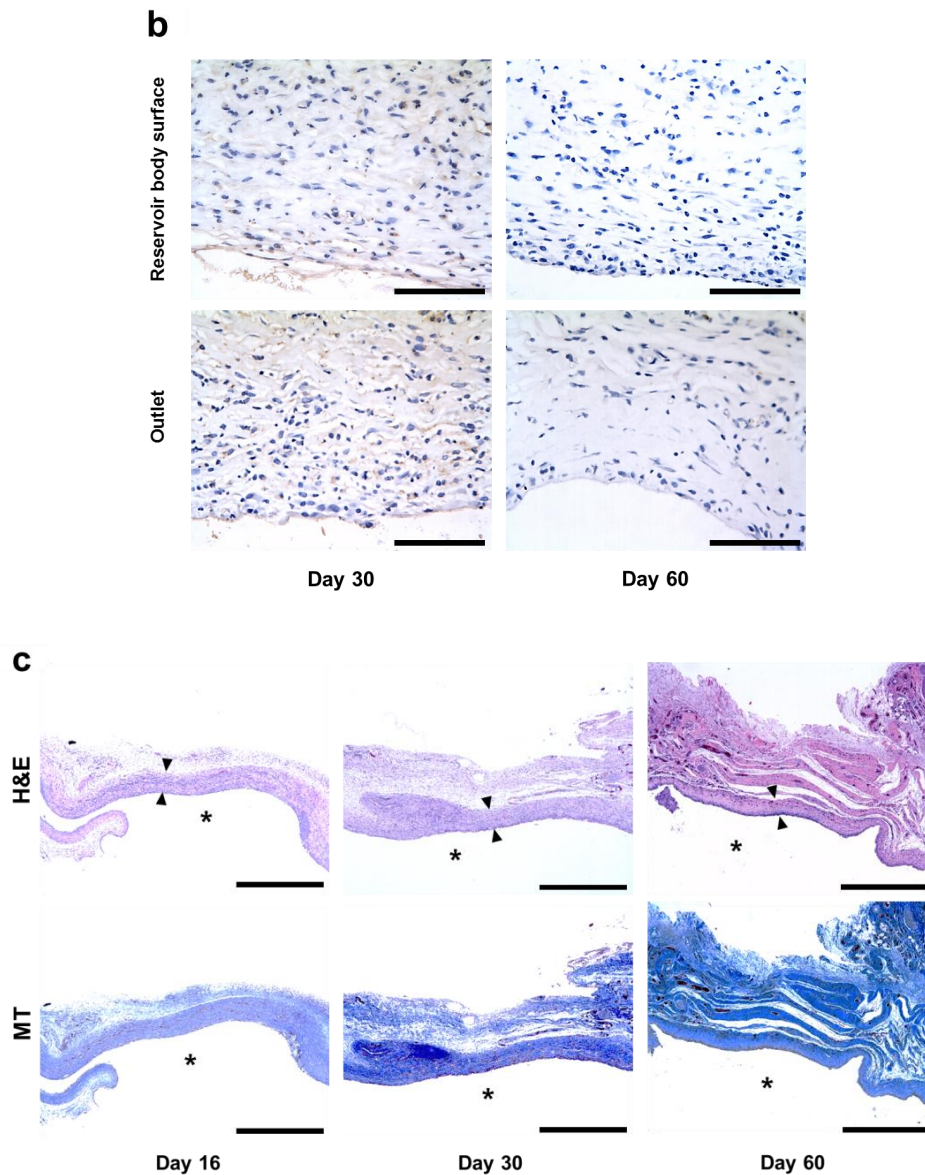 b
Reservoir body surface
Outlet
Day 30 Day 60
c
H&E
* * *
MT
* * *
Day 16 Day 30 Day 60